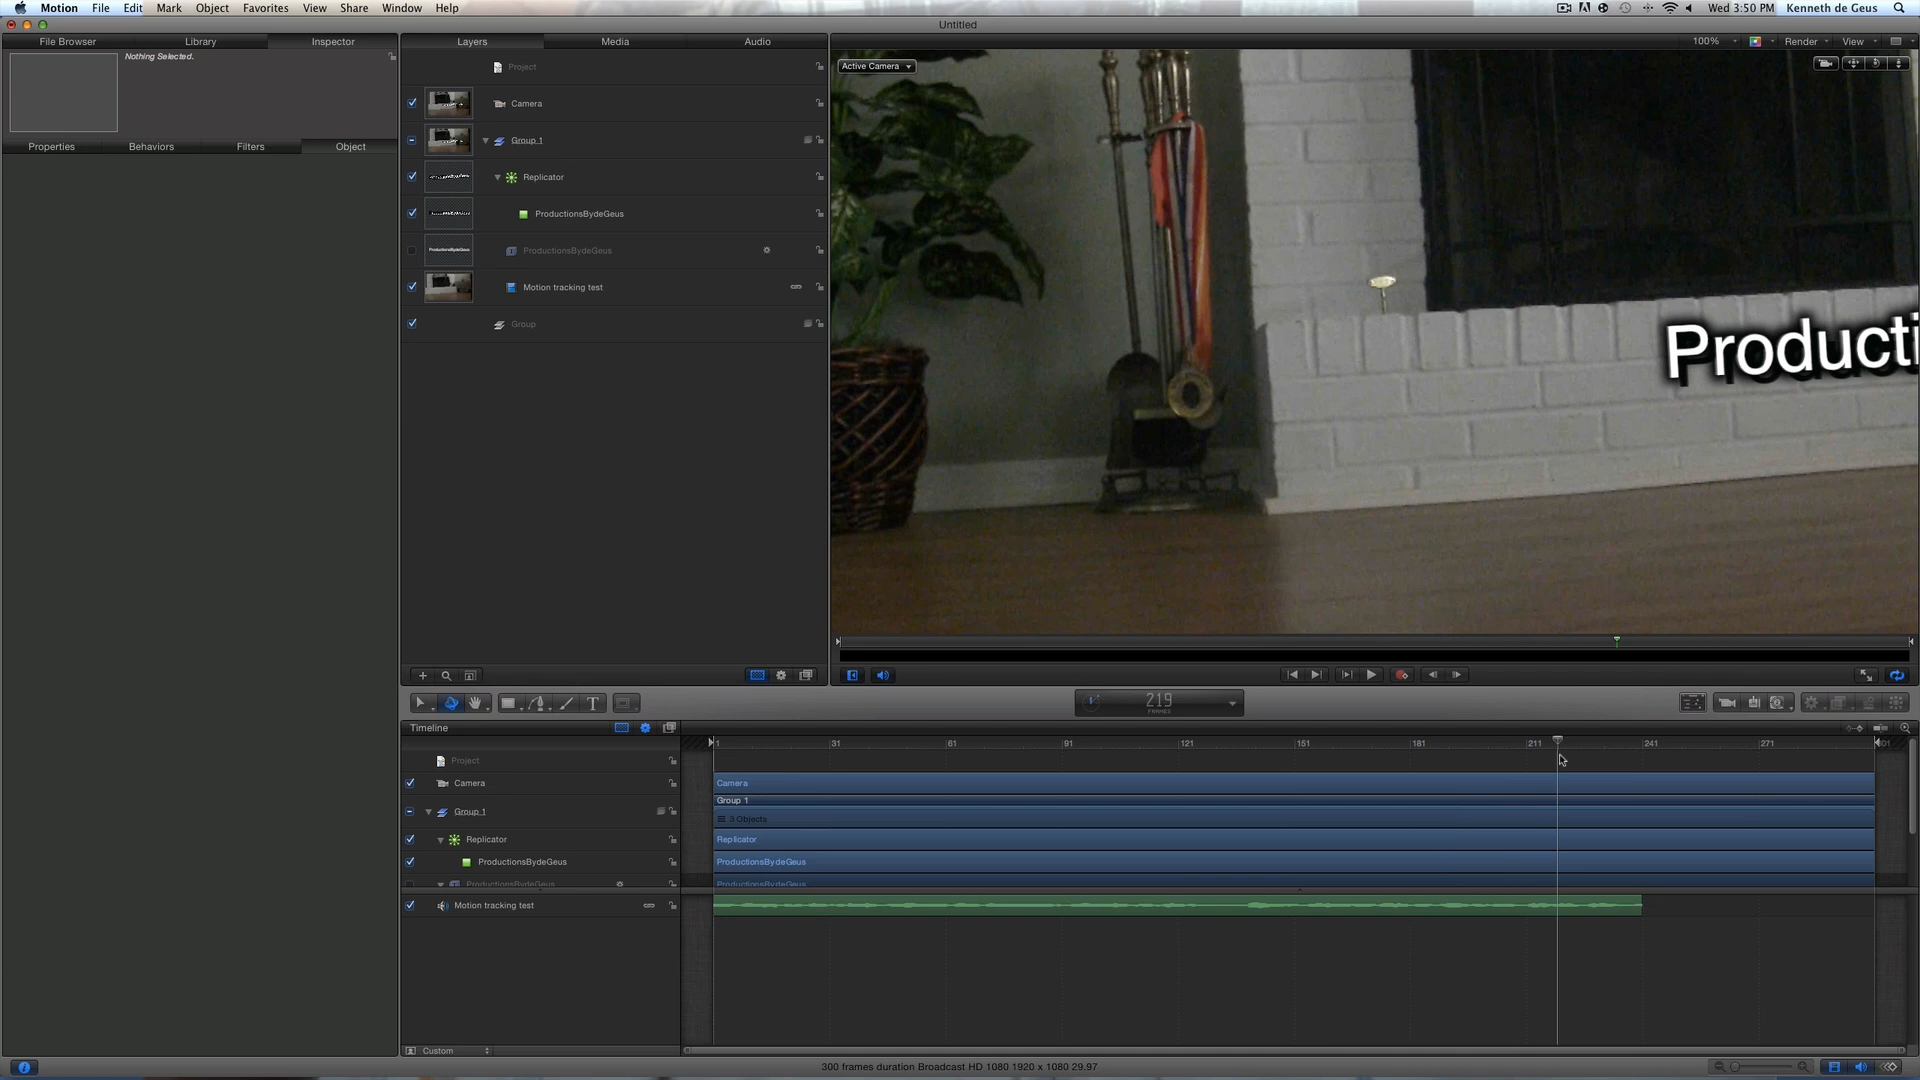 Motion File Edit Mark Object Favorites View Share Window Help Wed 3:50 PM Kenneth de Geus
Untitled
File Browser Library Inspector Layers Media Audio 100% Render View
Nothing Selected.
Active Camera
Project
Camera
Properties Behaviors Filters Object
Group 1
Replicator
ProductionsBydeGeus
ProductionsBydeGeus
ProductionsBydeGeus
Motion tracking test
Group
Producti
219
FRAMES
Timeline
1 31 61 91 121 151 181 211 241 271 301
Project
Camera Camera
Group 1
Group 1
3 Objects
Replicator Replicator
ProductionsBydeGeus ProductionsBydeGeus
ProductionsBydeGeus ProductionsBydeGeus
Motion tracking test
Custom
300 frames duration Broadcast HD 1080 1920 x 1080 29.97